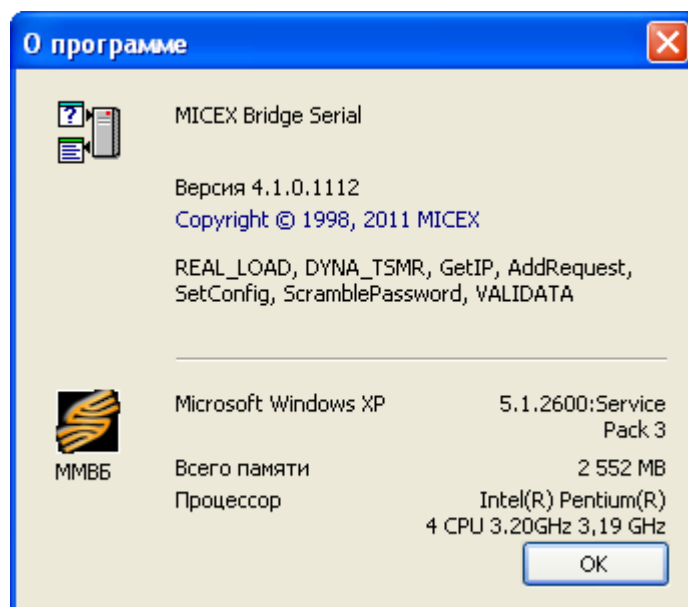 О программе
MICEX Bridge Serial
Версия 4.1.0.1112
Copyright © 1998, 2011 MICEX
REAL_LOAD, DYNA_TSMR, GetIP, AddRequest,
SetConfig, ScramblePassword, VALIDATA
ММВБ
Microsoft Windows XP 5.1.2600:Service
Pack 3
Всего памяти 2 552 MB
Процессор Intel(R) Pentium(R)
4 CPU 3.20GHz 3,19 GHz
OK